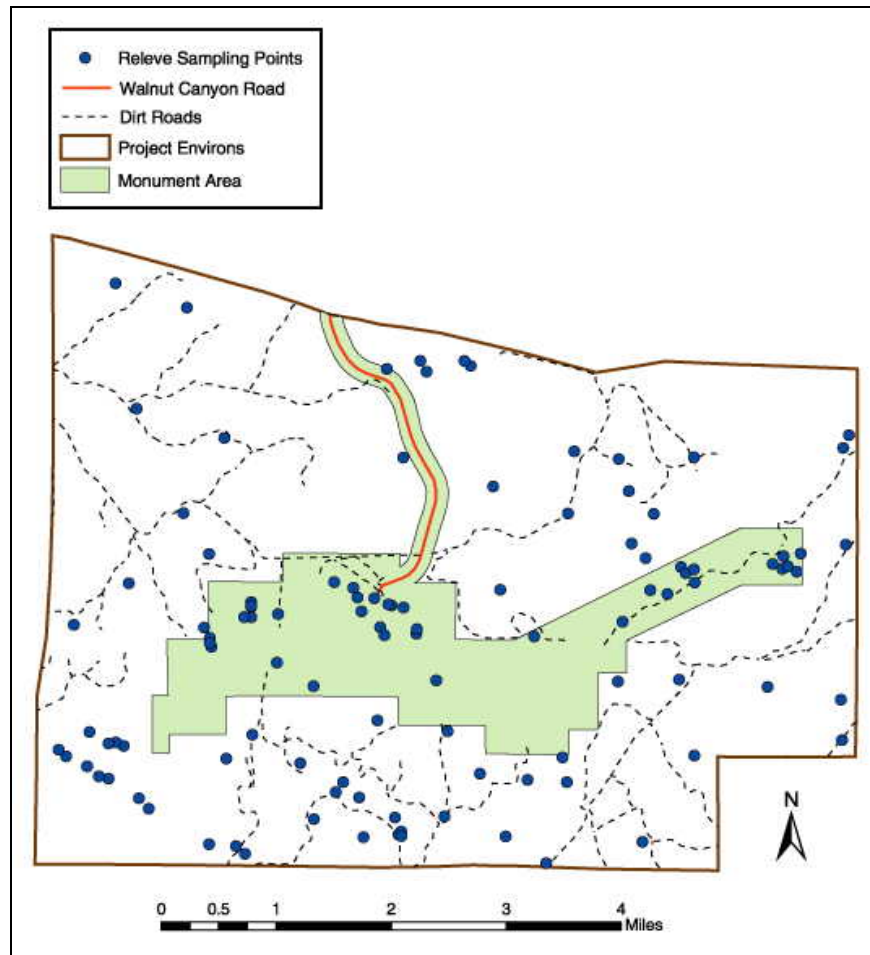 Releve Sampling Points
Walnut Canyon Road
Dirt Roads
Project Environs
Monument Area
N
0 0.5 1 2 3 4
Miles